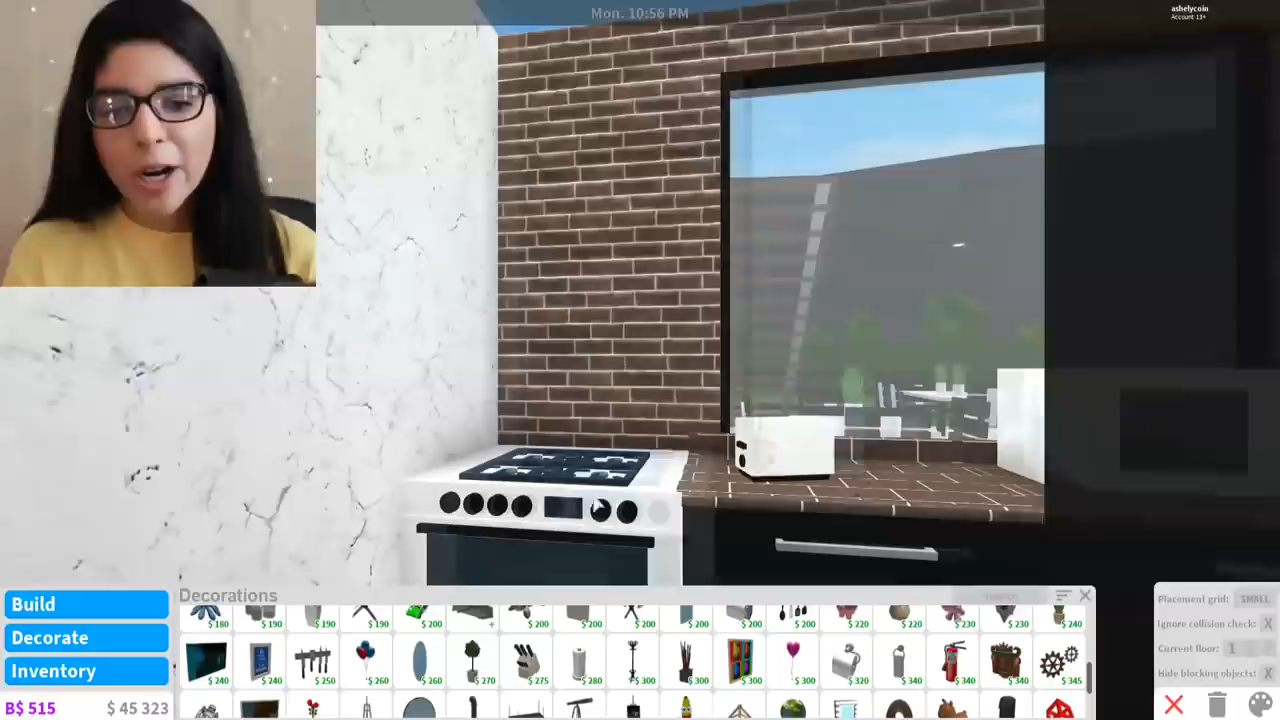 Mon. 10:56 PM
ashelycoin
Account 13+
Build
Decorate
Inventory
B$ 515
$ 45 323
Decorations
$180 $190 $190 $190 $200 $200 $200 $200 $200 $200 $200 $200 $220 $220 $230 $230 $240
$240 $240 $250 $260 $260 $270 $275 $280 $300 $300 $300 $300 $320 $340 $340 $340 $345
Placement grid: SMALL
Ignore collision check: X
Current floor: 1
Hide blocking objects: X